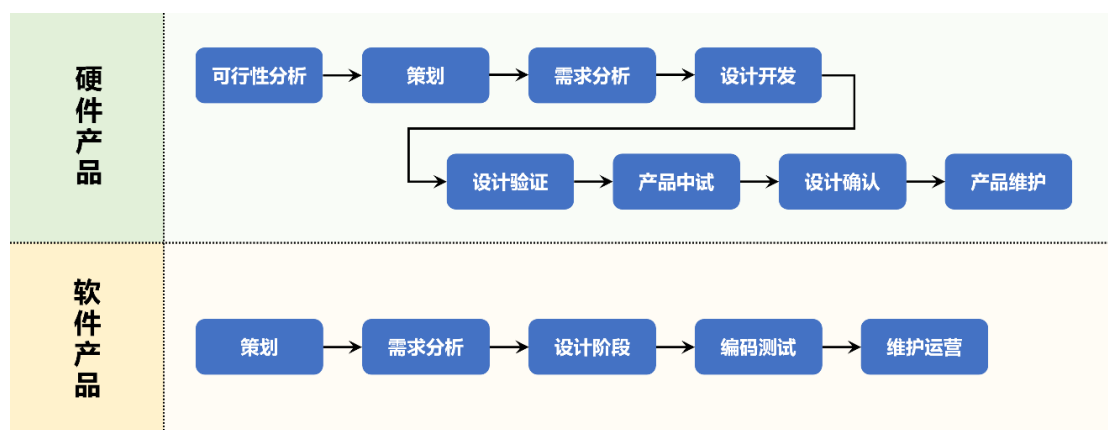 硬件产品
可行性分析
策划
需求分析
设计开发
设计验证
产品中试
设计确认
产品维护
软件产品
策划
需求分析
设计阶段
编码测试
维护运营